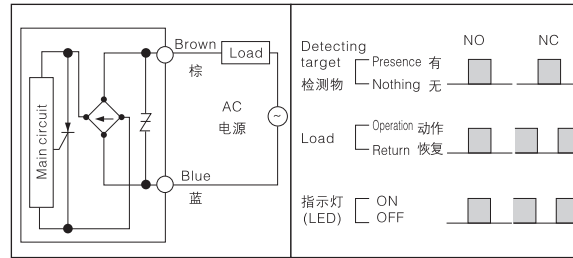 Main circuit
Brown
棕
Load
AC
电源
~
Blue
蓝
NO NC
Detecting
target
检测物
Presence 有
Nothing 无
Load
Operation 动作
Return 恢复
指示灯
(LED)
ON
OFF